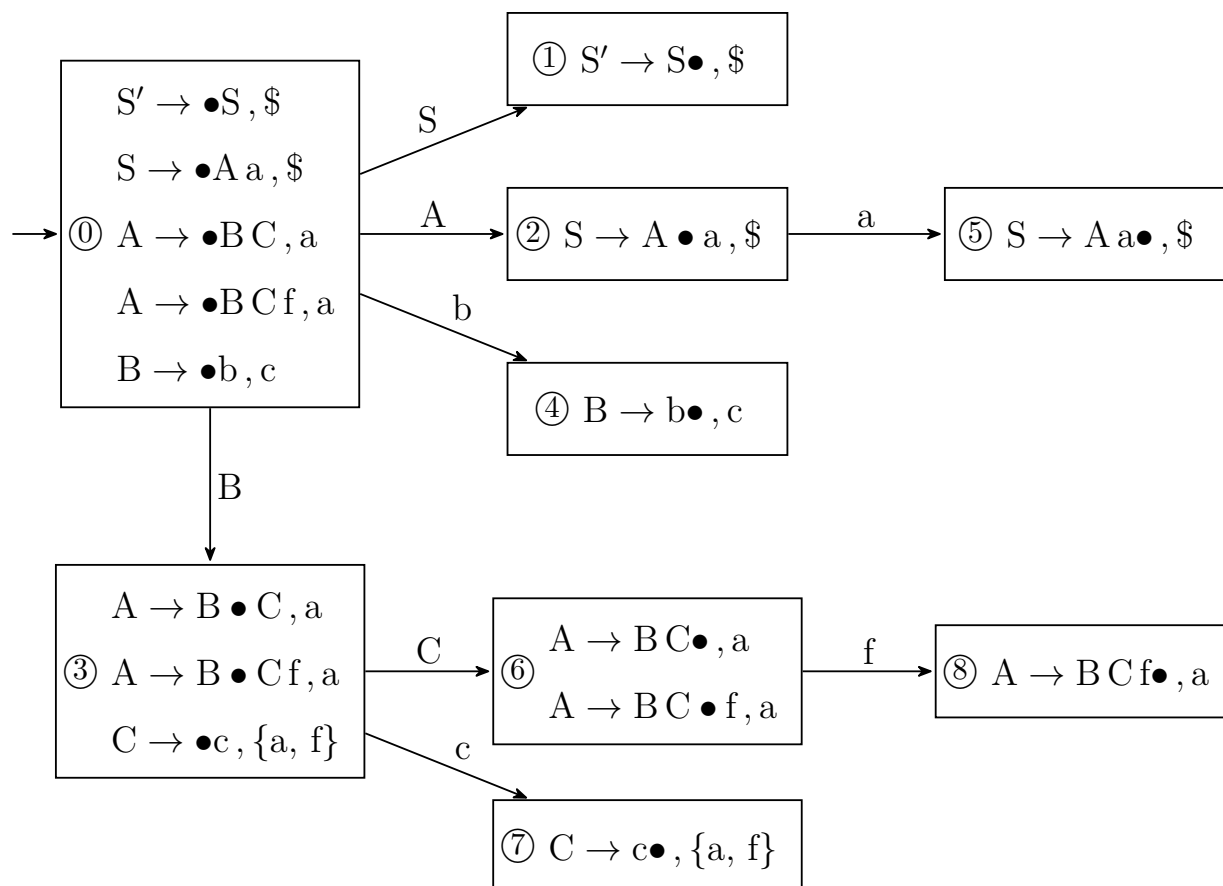 S′ → •S , $
S → •A a , $
⓪ A → •B C , a
A → •B C f , a
B → •b , c
S
① S′ → S• , $
A
② S → A • a , $
a
⑤ S → A a• , $
b
④ B → b• , c
B
A → B • C , a
③ A → B • C f , a
C → •c , {a, f}
C
⑥
A → B C• , a
A → B C • f , a
f
⑧ A → B C f• , a
c
⑦ C → c• , {a, f}